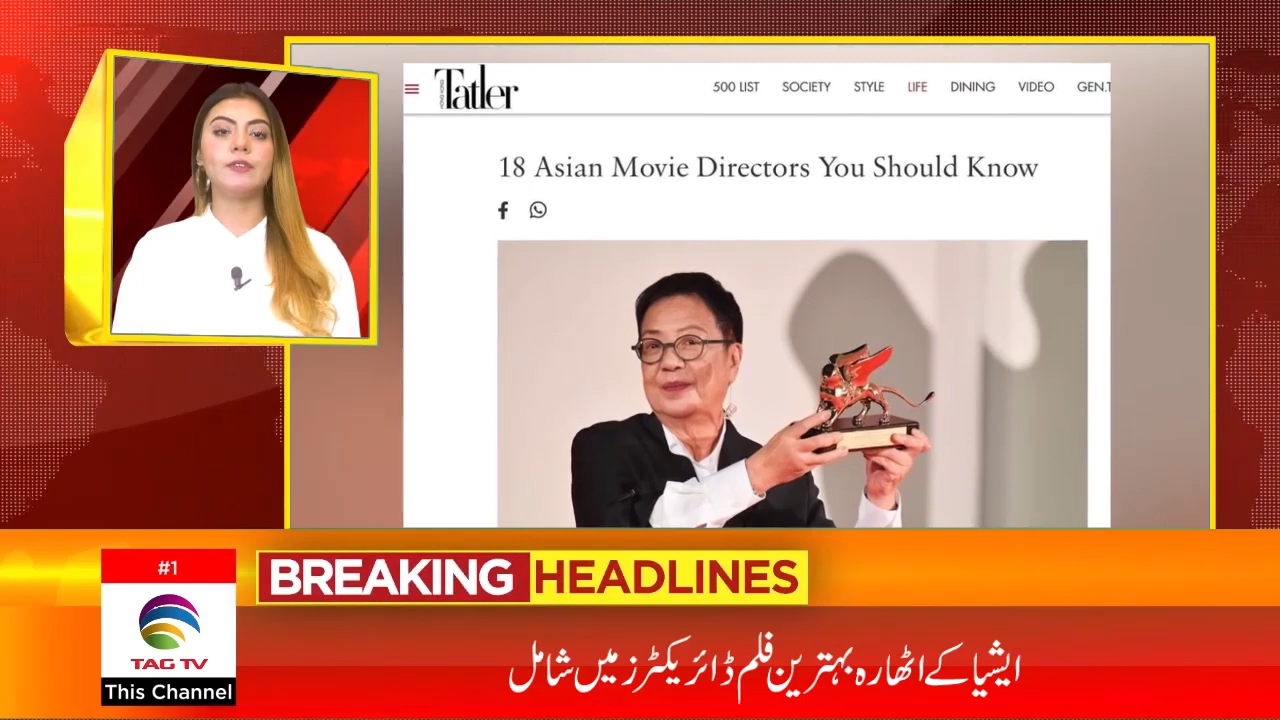 Tatler
500 LIST SOCIETY STYLE LIFE DINING VIDEO GEN.T
18 Asian Movie Directors You Should Know
#1
TAG TV
This Channel
BREAKING HEADLINES
ایشیا کے اٹھارہ بہترین فلم ڈائریکٹرز میں شامل